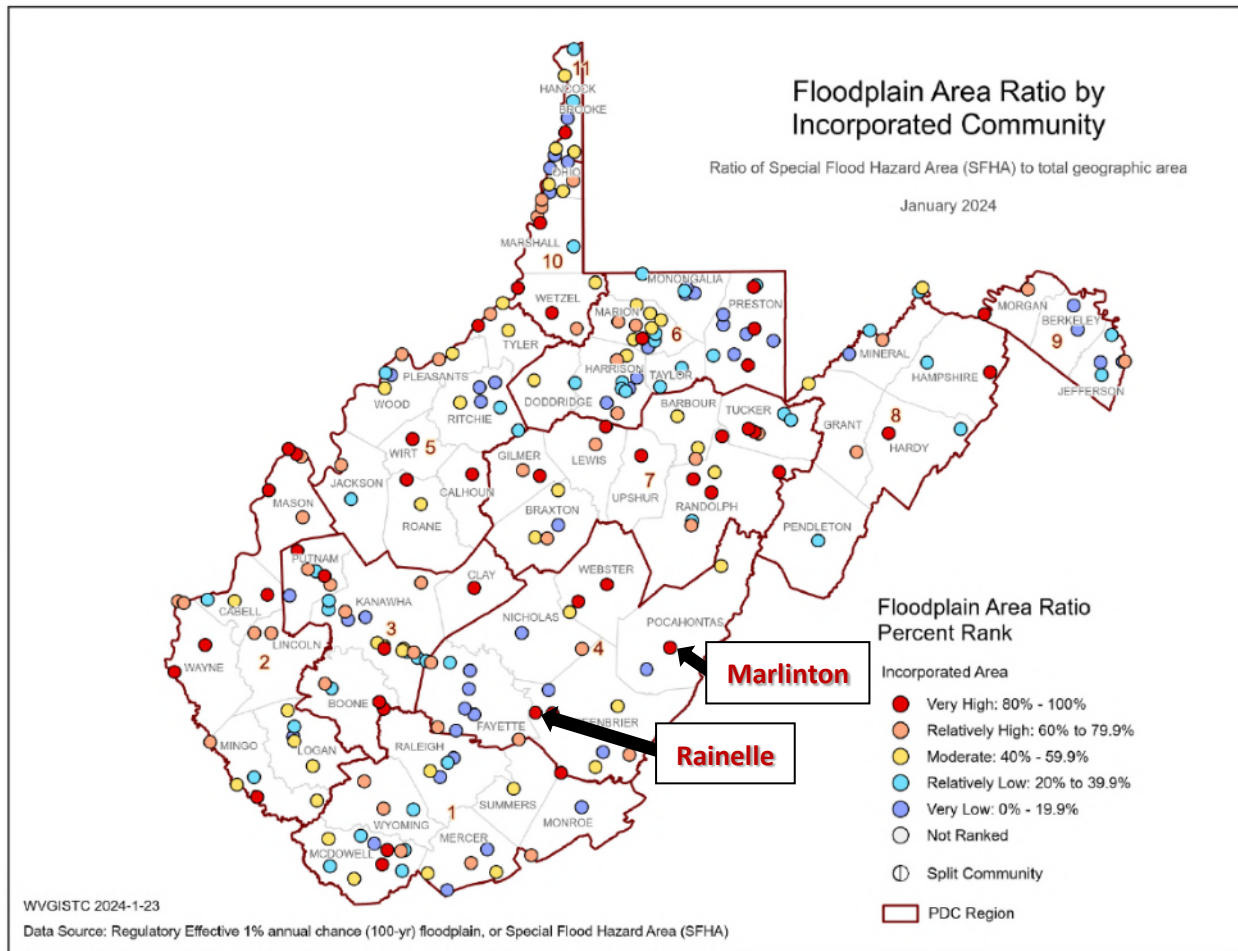 Floodplain Area Ratio by
Incorporated Community
Ratio of Special Flood Hazard Area (SFHA) to total geographic area
January 2024
11
HANCOCK
BROOKE
OHIO
MARSHALL
10
WETZEL
MONONGALIA
PRESTON
MARION
6
TYLER
PLEASANTS
WOOD
RITCHIE
DODDRIDGE
HARRISON
TAYLOR
BARBOUR
TUCKER
MORGAN
BERKELEY
9
JEFFERSON
MINERAL
HAMPSHIRE
GRANT
8
HARDY
5
WIRT
GILMER
LEWIS
7
UPSHUR
RANDOLPH
JACKSON
CALHOUN
ROANE
BRAXTON
PENDLETON
MASON
PUTNAM
CLAY
WEBSTER
CABELL
KANAWHA
NICHOLAS
POCAHONTAS
LINCOLN
3
4
2
WAYNE
Marlinton
BOONE
FAYETTE
ENBRIER
Rainelle
MINGO
LOGAN
RALEIGH
SUMMERS
1
WYOMING
MONROE
MERCER
MCDOWELL
Floodplain Area Ratio
Percent Rank
Incorporated Area
Very High: 80% - 100%
Relatively High: 60% to 79.9%
Moderate: 40% - 59.9%
Relatively Low: 20% to 39.9%
Very Low: 0% - 19.9%
Not Ranked
Split Community
PDC Region
WVGISTC 2024-1-23
Data Source: Regulatory Effective 1% annual chance (100-yr) floodplain, or Special Flood Hazard Area (SFHA)